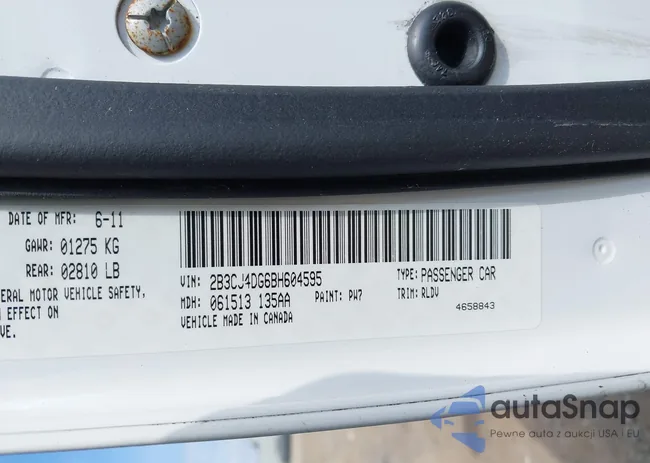 DATE OF MFR: 6-11
GAWR: 01275 KG
REAR: 02810 LB
ERAL MOTOR VEHICLE SAFETY,
EFFECT ON
VE.
VIN: 2B3CJ4DG6BH604595
TYPE: PASSENGER CAR
MDH: 061513 135AA
PAINT: PW7
TRIM: RLDV
VEHICLE MADE IN CANADA
4658843
autaSnap
Pewne auta z aukcji USA i EU